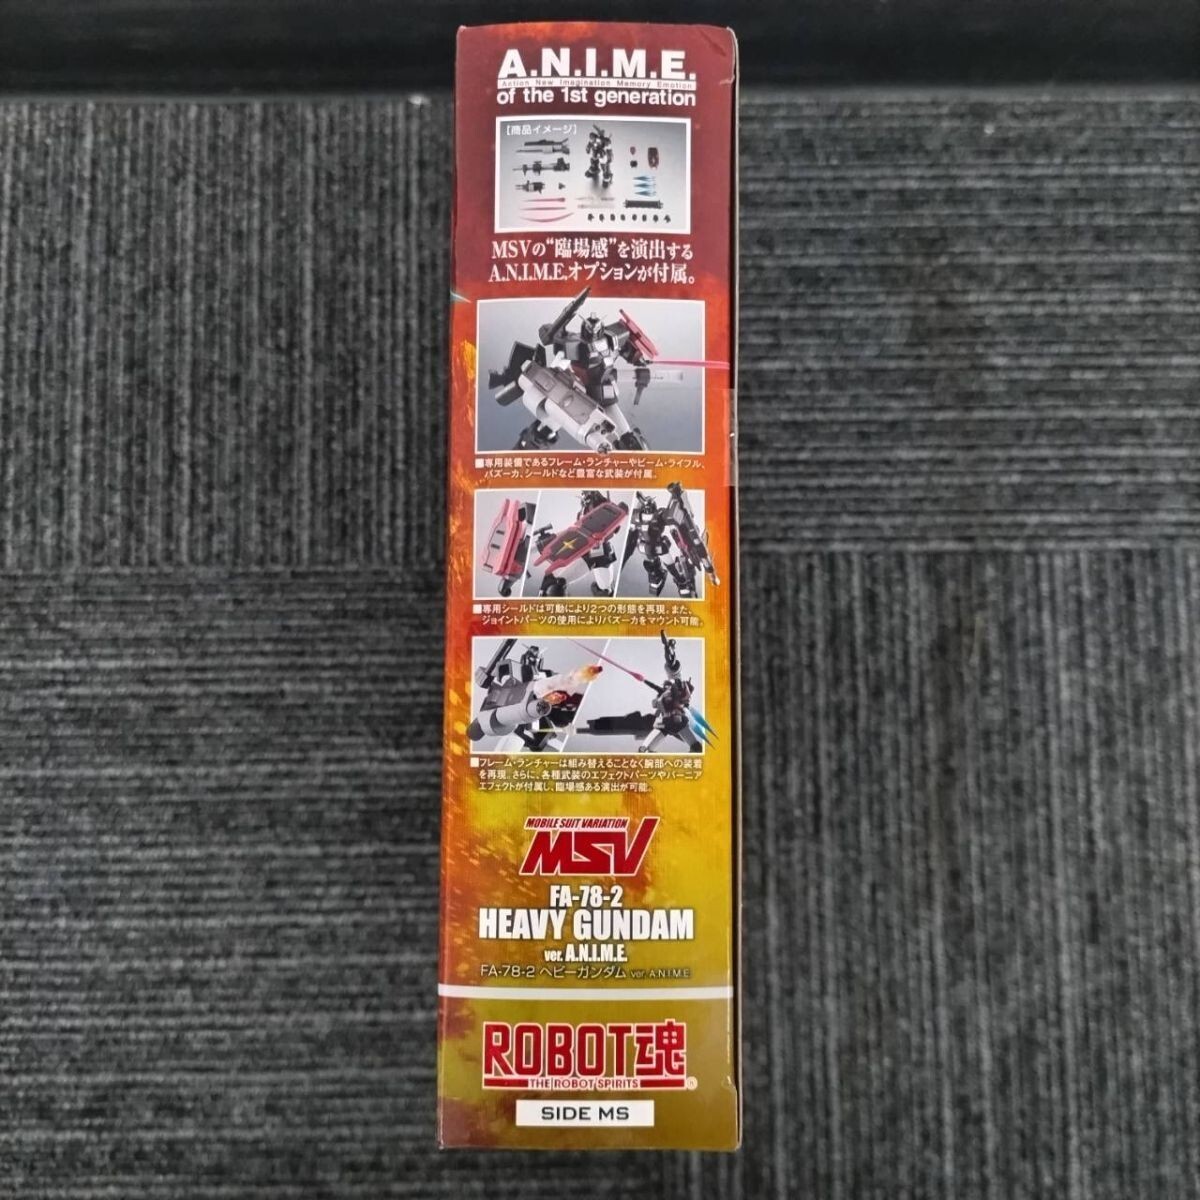 A.N.I.M.E.
Action New Imagination Memory Emotion
of the 1st generation
[商品イメージ]
MSVの“臨場感”を演出する
A.N.I.M.E.オプションが付属。
■専用装備であるフレーム・ランチャーやビーム・ライフル、
バズーカ、シールドなど豊富な武装が付属。
■専用シールドは可動により2つの形態を再現。また、
ジョイントパーツの使用によりバズーカをマウント可能。
■フレーム・ランチャーは組み替えることなく腕部への装着
を再現。さらに、各種武装のエフェクトパーツやバーニア
エフェクトが付属し、臨場感ある演出が可能。
MOBILE SUIT VARIATION
MSV
FA-78-2
HEAVY GUNDAM
ver. A.N.I.M.E.
FA-78-2 ヘビーガンダム ver. A.N.I.M.E.
ROBOT魂
THE ROBOT SPIRITS ®
SIDE MS